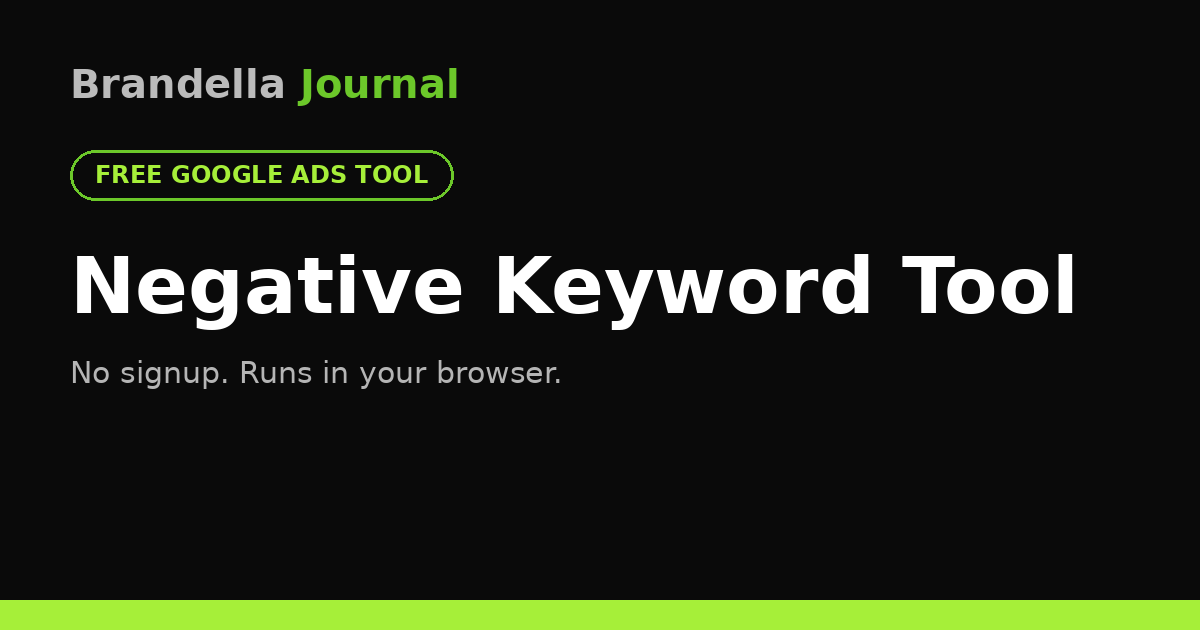 Brandella Journal
FREE GOOGLE ADS TOOL
Negative Keyword Tool
No signup. Runs in your browser.